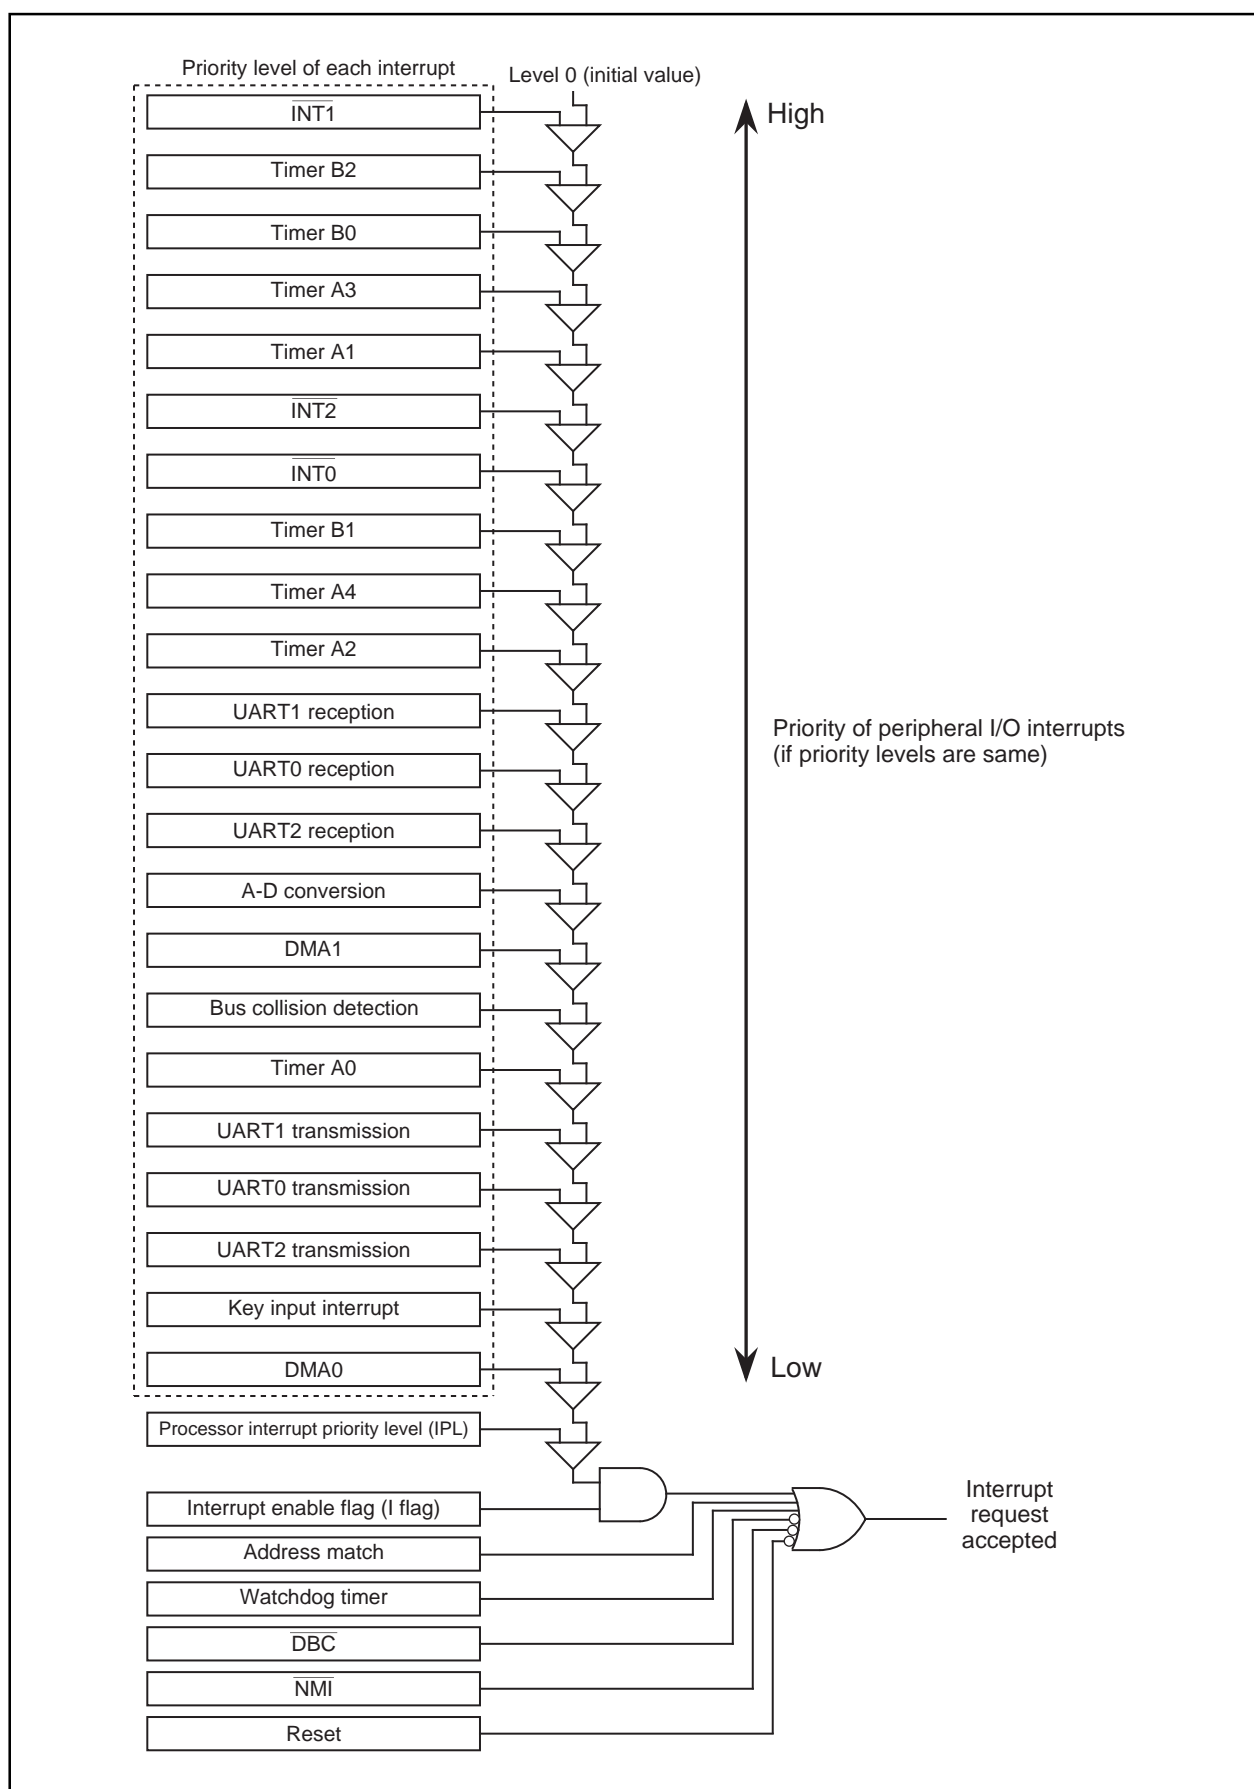 Priority level of each interrupt
Level 0 (initial value)
INT1
High
Timer B2
Timer B0
Timer A3
Timer A1
INT2
INT0
Timer B1
Timer A4
Timer A2
UART1 reception
Priority of peripheral I/O interrupts
(if priority levels are same)
UART0 reception
UART2 reception
A-D conversion
DMA1
Bus collision detection
Timer A0
UART1 transmission
UART0 transmission
UART2 transmission
Key input interrupt
DMA0
Low
Processor interrupt priority level (IPL)
Interrupt enable flag (I flag)
Interrupt
request
accepted
Address match
Watchdog timer
DBC
NMI
Reset